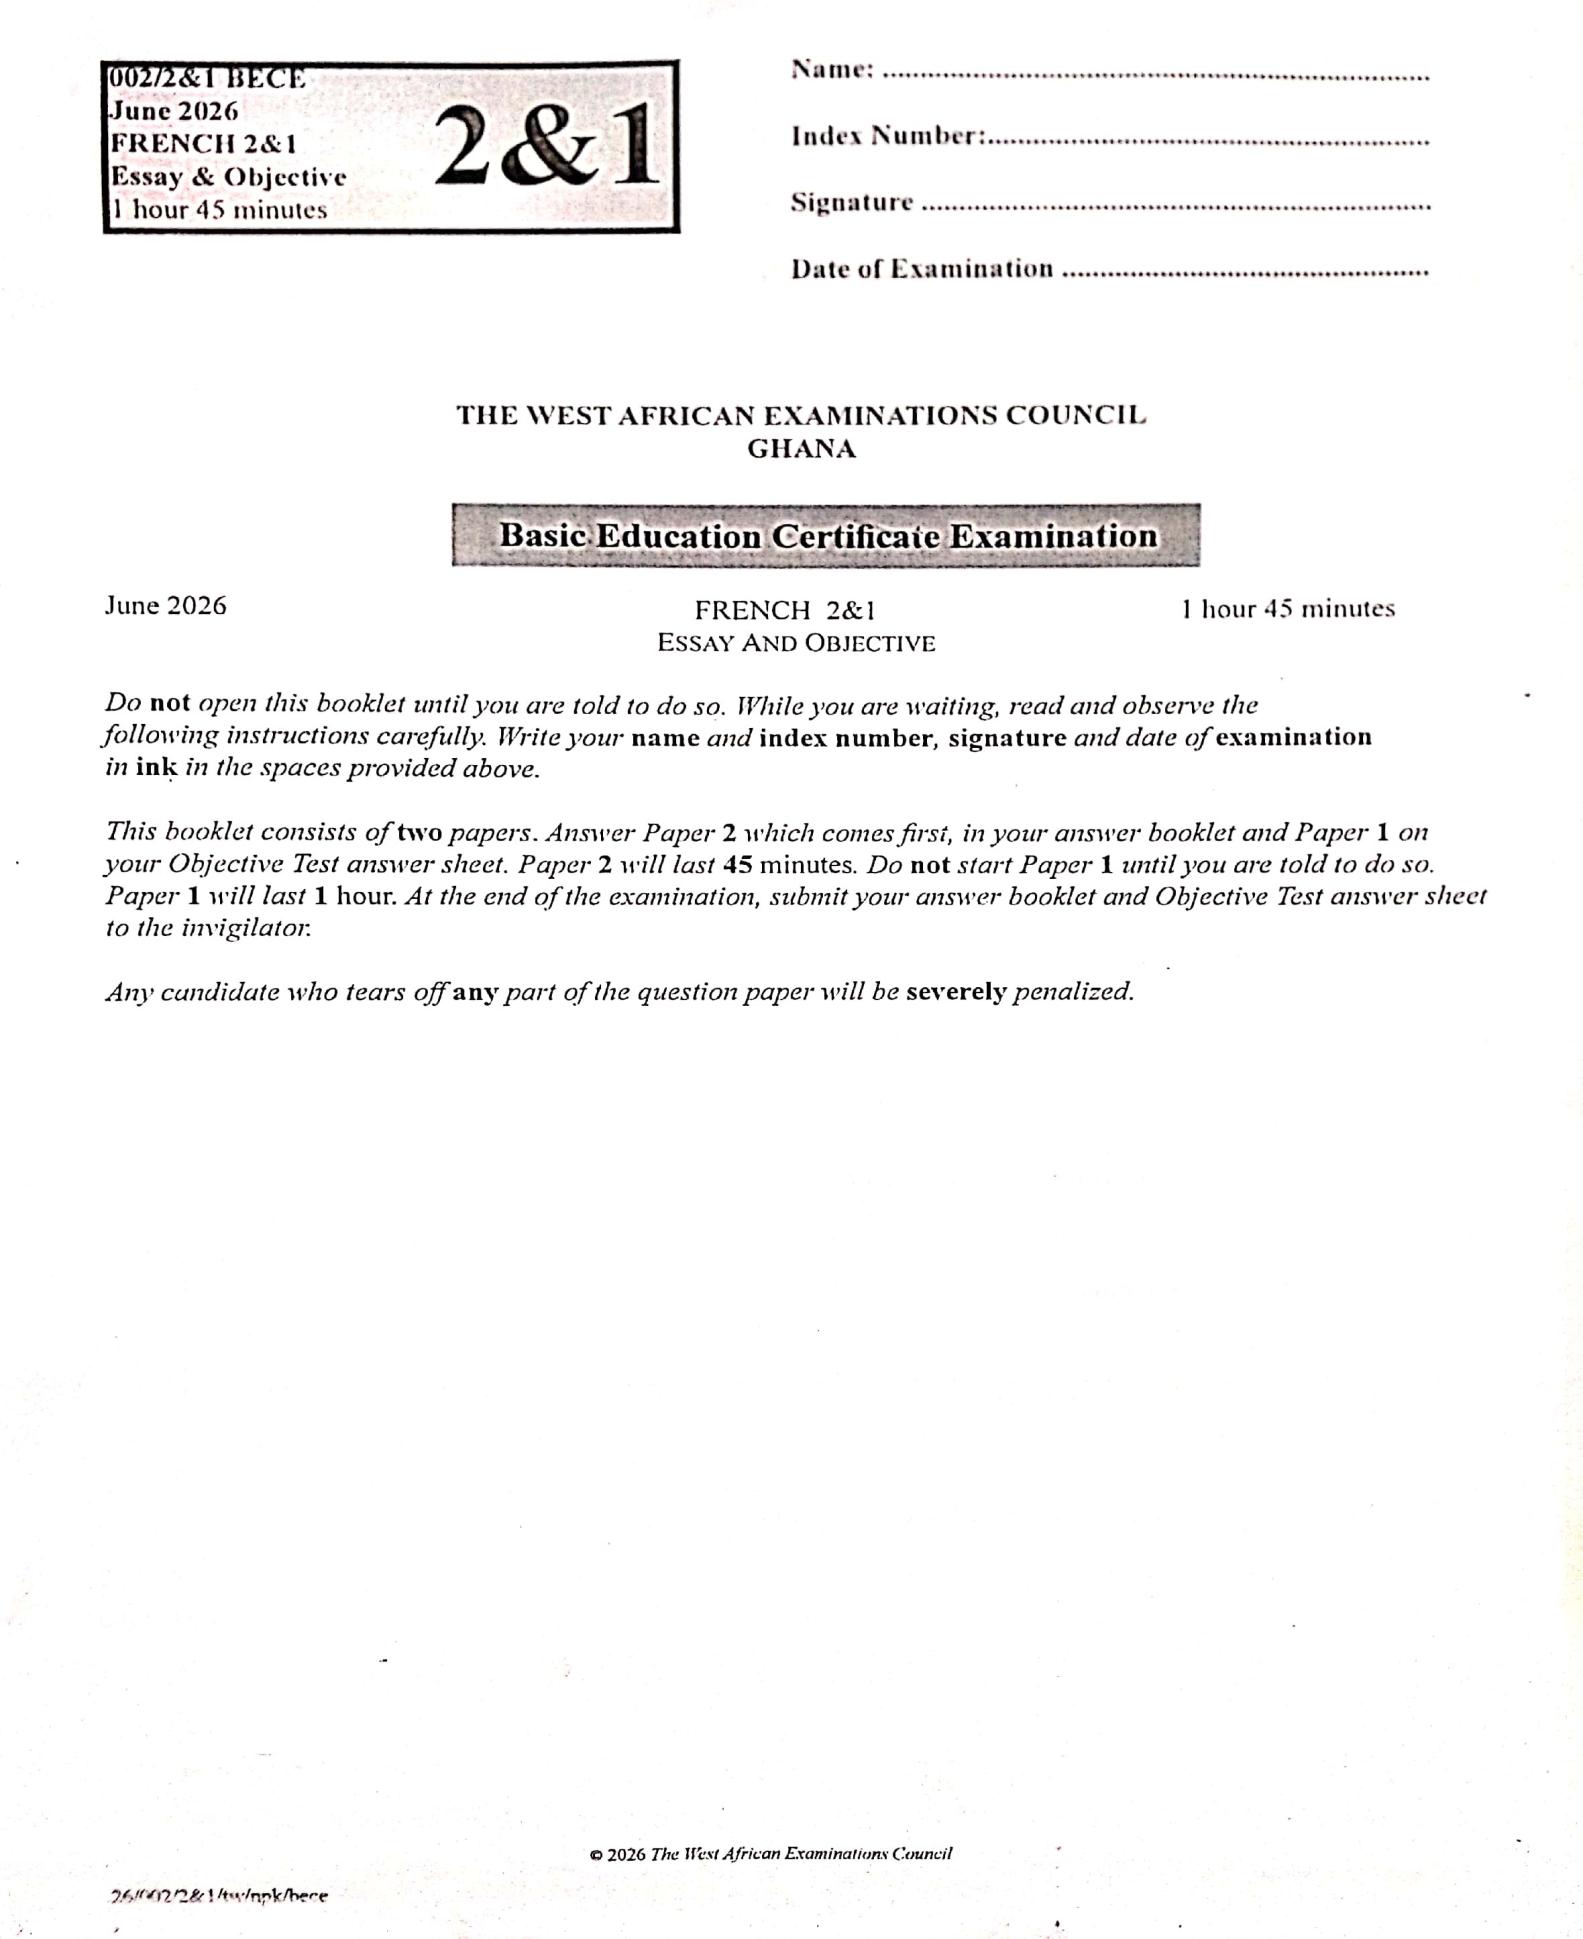 002/2&1 BECE
June 2026
FRENCH 2&1
Essay & Objective
1 hour 45 minutes
2&1
Name: ..........................................................................
Index Number:...........................................................
Signature ....................................................................
Date of Examination .................................................
THE WEST AFRICAN EXAMINATIONS COUNCIL
GHANA
Basic Education Certificate Examination
June 2026
FRENCH 2&1
1 hour 45 minutes
ESSAY AND OBJECTIVE
Do not open this booklet until you are told to do so. While you are waiting, read and observe the
following instructions carefully. Write your name and index number, signature and date of examination
in ink in the spaces provided above.
This booklet consists of two papers. Answer Paper 2 which comes first, in your answer booklet and Paper 1 on
your Objective Test answer sheet. Paper 2 will last 45 minutes. Do not start Paper 1 until you are told to do so.
Paper 1 will last 1 hour. At the end of the examination, submit your answer booklet and Objective Test answer sheet
to the invigilator.
Any candidate who tears off any part of the question paper will be severely penalized.
© 2026 The West African Examinations Council
26/002/2&1/tw/npk/bece